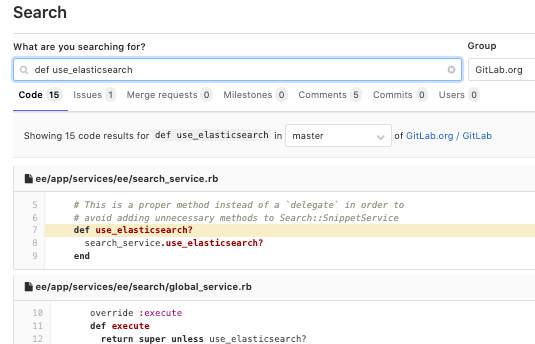 Search
What are you searching for?
Group
def use_elasticsearch
GitLab.org
Code 15 Issues 1 Merge requests 0 Milestones 0 Comments 5 Commits 0 Users 0
Showing 15 code results for def use_elasticsearch in master of GitLab.org / GitLab
ee/app/services/ee/search_service.rb
5 # This is a proper method instead of a `delegate` in order to
6 # avoid adding unnecessary methods to Search::SnippetService
7 def use_elasticsearch?
8 search_service.use_elasticsearch?
9 end
ee/app/services/ee/search/global_service.rb
10 override :execute
11 def execute
12 return super unless use_elasticsearch?